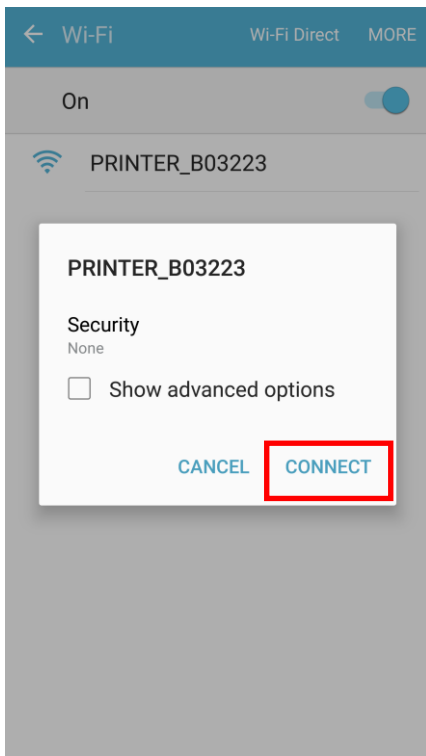 Wi-Fi Wi-Fi Direct MORE
On
PRINTER_B03223
PRINTER_B03223
Security
None
Show advanced options
CANCEL CONNECT